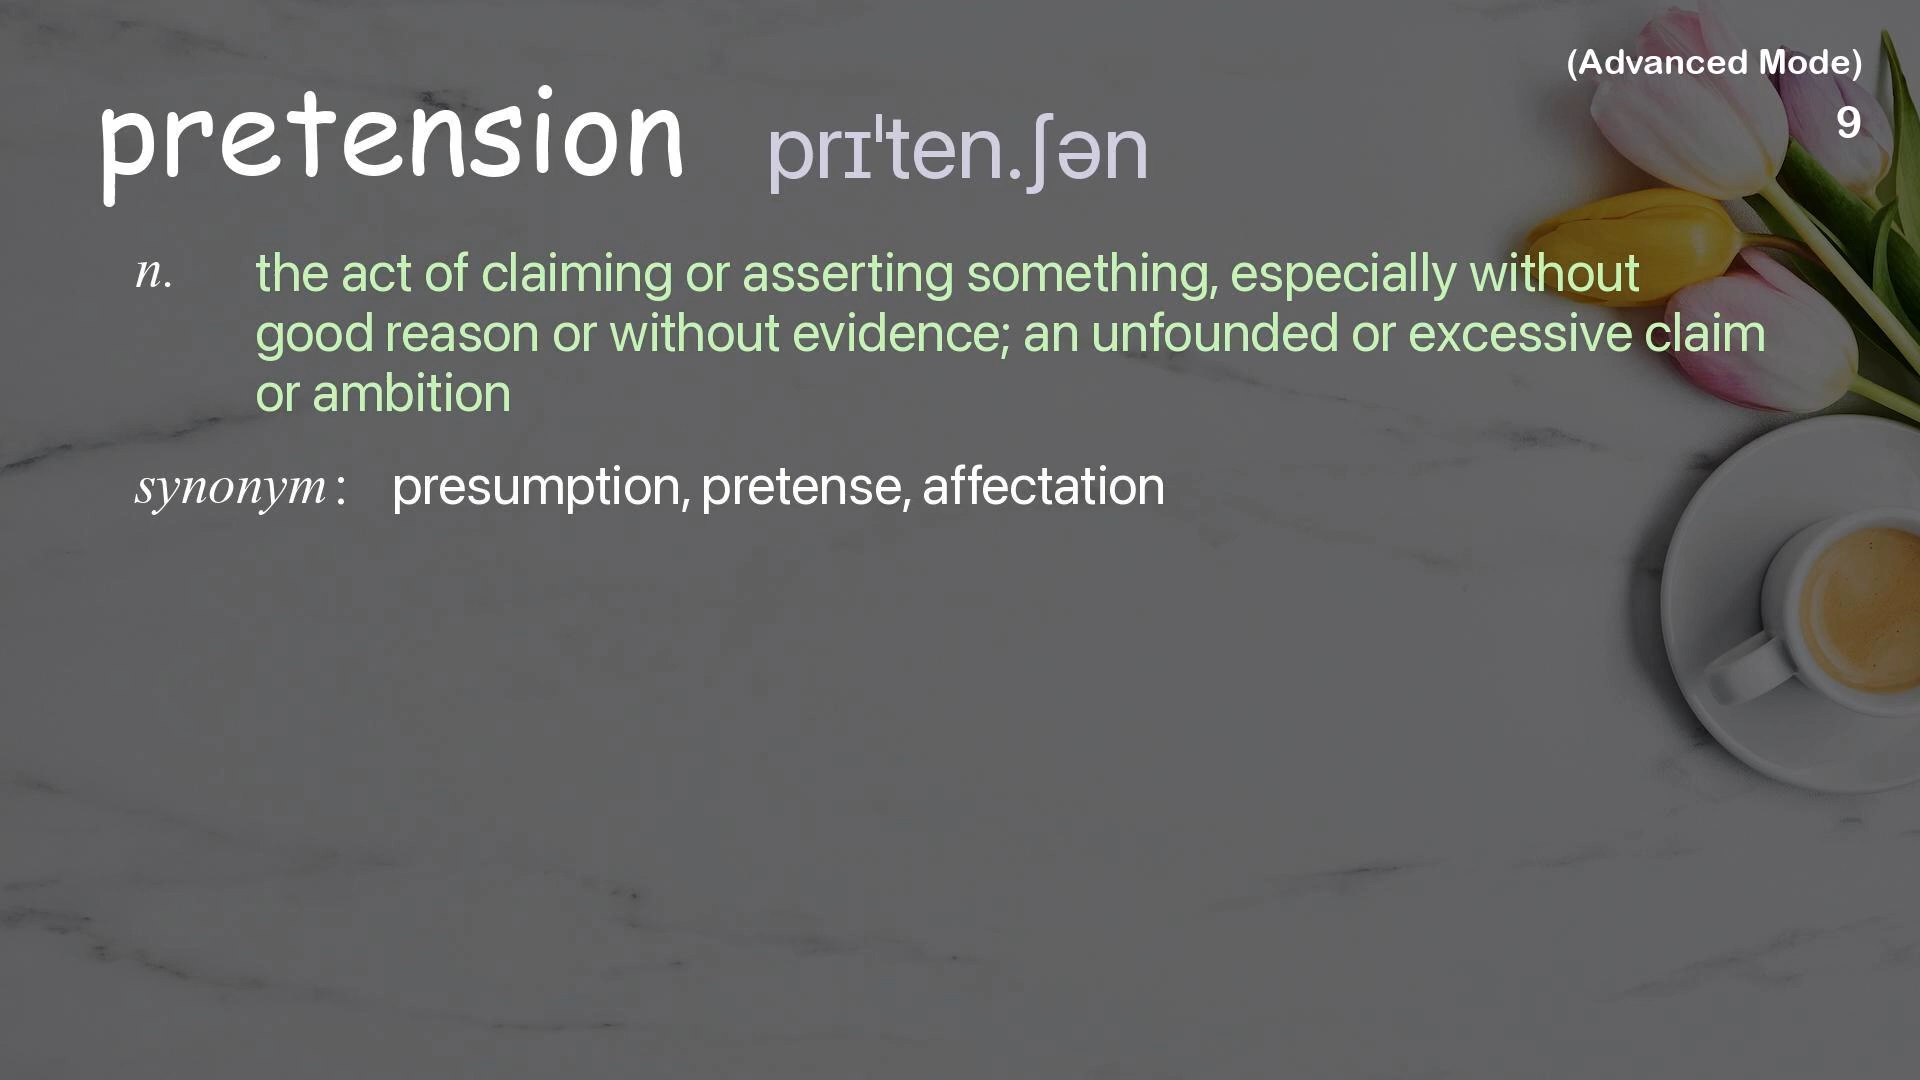 (Advanced Mode)
9
pretension prɪˈten.ʃən
n. the act of claiming or asserting something, especially without
good reason or without evidence; an unfounded or excessive claim
or ambition
synonym: presumption, pretense, affectation